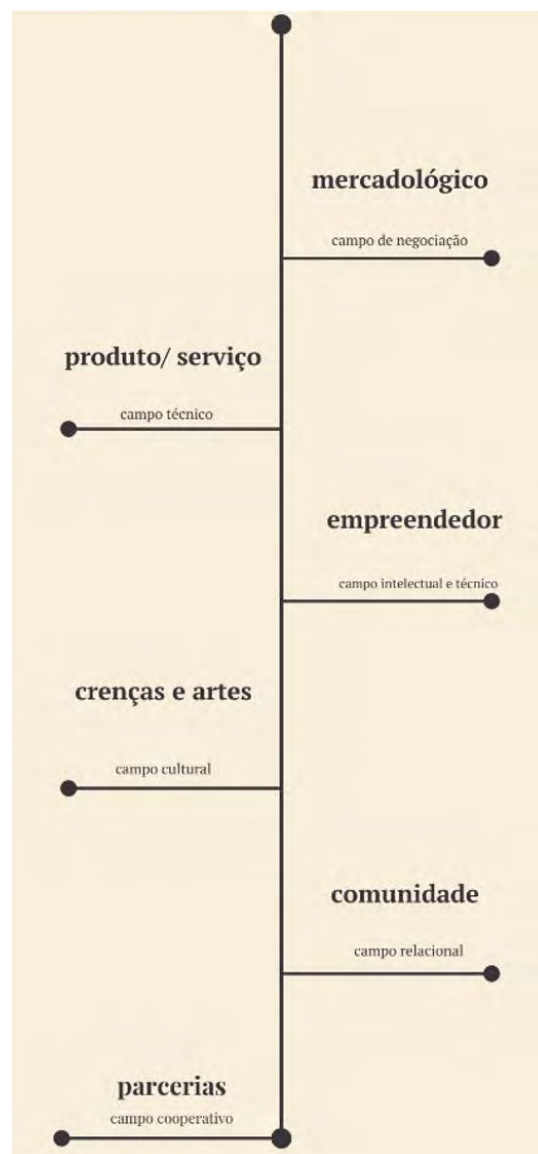 mercadológico
campo de negociação
produto/ serviço
campo técnico
empreendedor
campo intelectual e técnico
crenças e artes
campo cultural
comunidade
campo relacional
parcerias
campo cooperativo